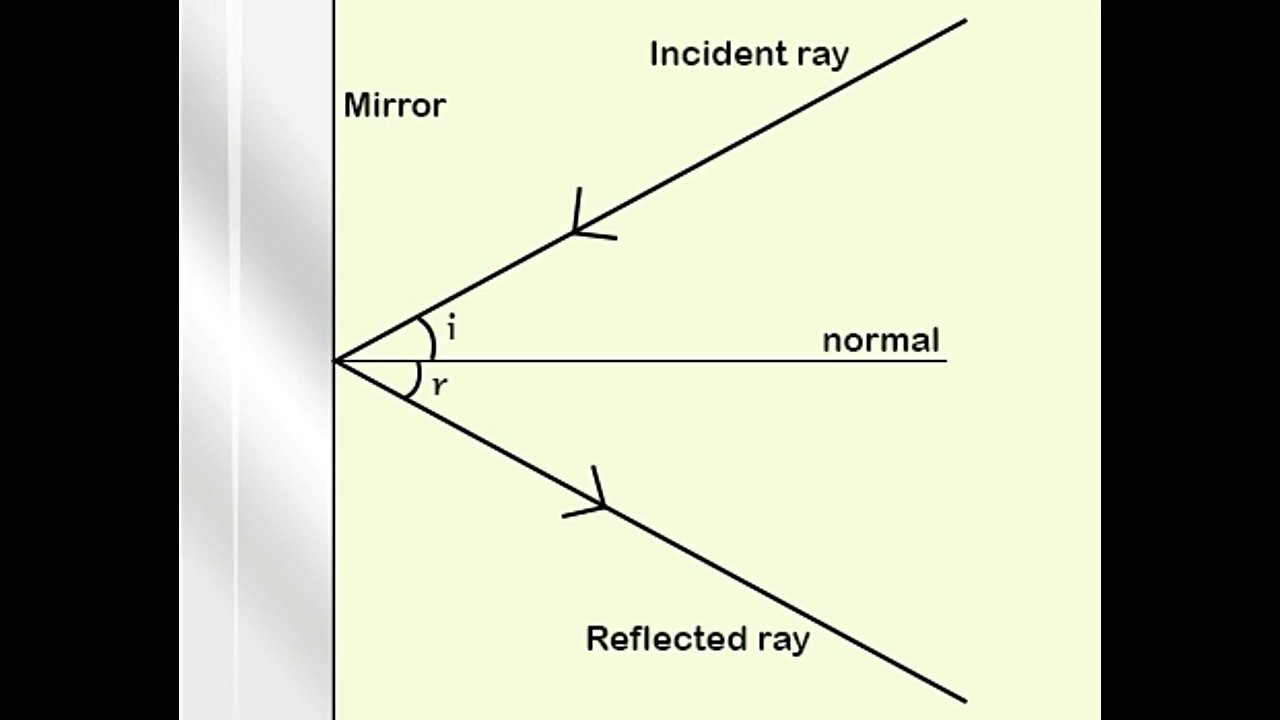 Incident ray
Mirror
i
normal
r
Reflected ray